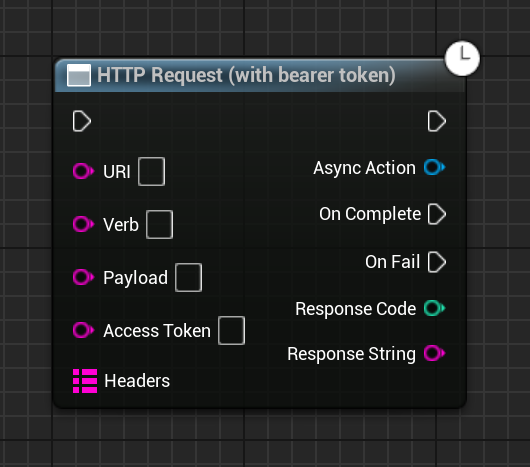 HTTP Request (with bearer token)
URI
Async Action
Verb
On Complete
Payload
On Fail
Response Code
Access Token
Response String
Headers